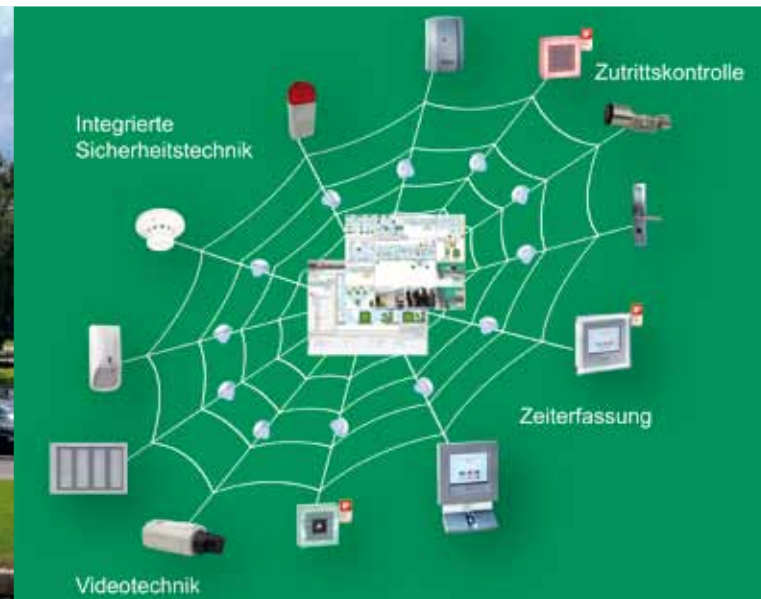 Zutrittskontrolle
Integrierte
Sicherheitstechnik
Zeiterfassung
Videotechnik